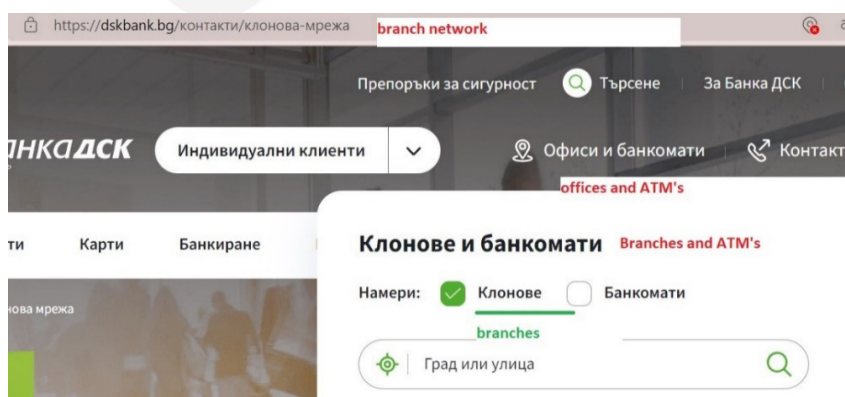 https://dskbank.bg/контакти/клонова-мрежа branch network
Препоръки за сигурност Търсене За Банка ДСК
анка дск Индивидуални клиенти Офиси и банкомати Контакт
offices and ATM's
ти Карти Банкиране
Клонове и банкомати Branches and ATM's
Намери: Клонове Банкомати
нова мрежа
branches
Град или улица